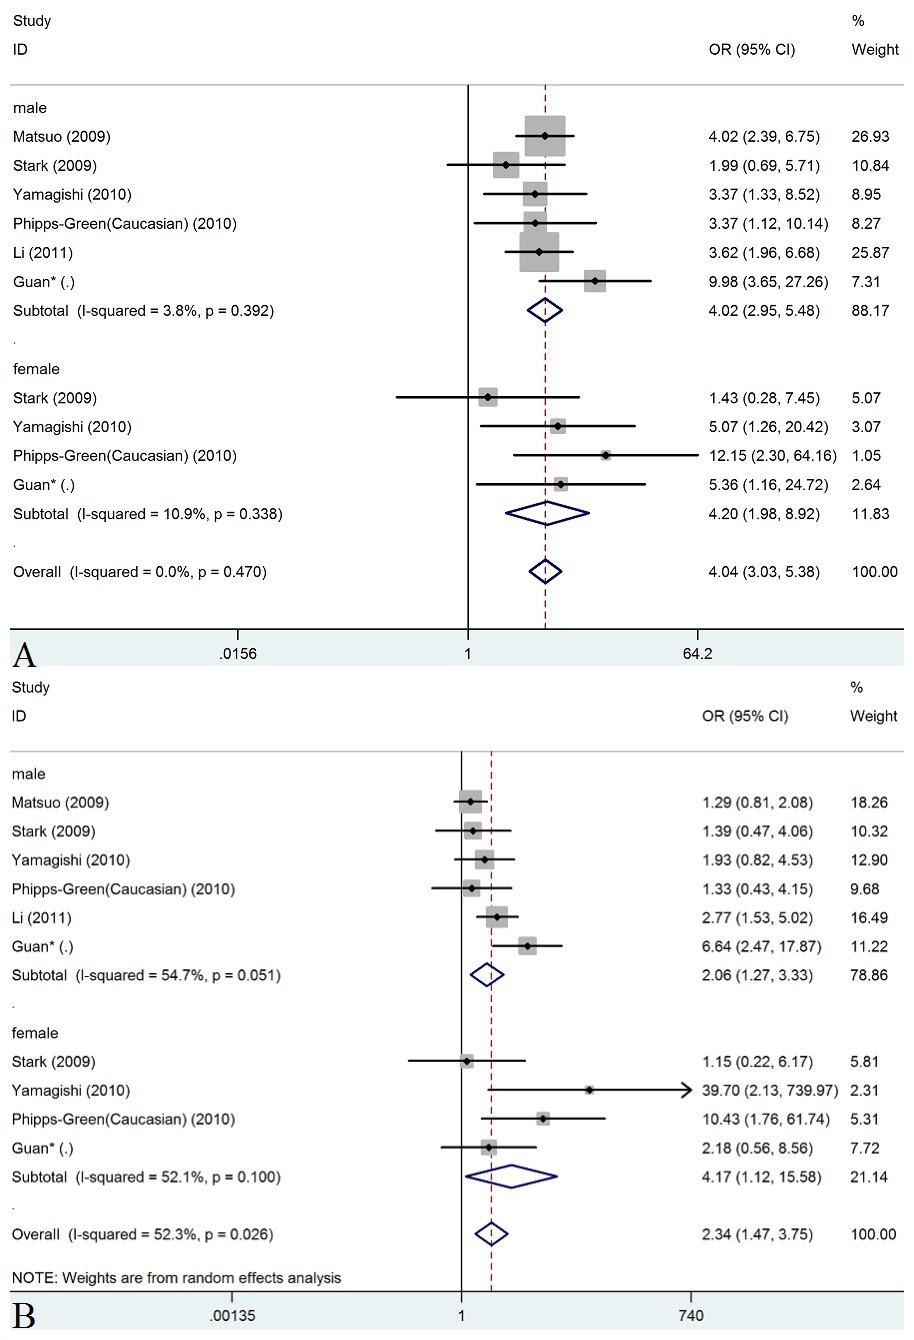 Study %
ID OR (95% CI) Weight
male
Matsuo (2009) 4.02 (2.39, 6.75) 26.93
Stark (2009) 1.99 (0.69, 5.71) 10.84
Yamagishi (2010) 3.37 (1.33, 8.52) 8.95
Phipps-Green(Caucasian) (2010) 3.37 (1.12, 10.14) 8.27
Li (2011) 3.62 (1.96, 6.68) 25.87
Guan* (.) 9.98 (3.65, 27.26) 7.31
Subtotal (I-squared = 3.8%, p = 0.392) 4.02 (2.95, 5.48) 88.17
.
female
Stark (2009) 1.43 (0.28, 7.45) 5.07
Yamagishi (2010) 5.07 (1.26, 20.42) 3.07
Phipps-Green(Caucasian) (2010) 12.15 (2.30, 64.16) 1.05
Guan* (.) 5.36 (1.16, 24.72) 2.64
Subtotal (I-squared = 10.9%, p = 0.338) 4.20 (1.98, 8.92) 11.83
.
Overall (I-squared = 0.0%, p = 0.470) 4.04 (3.03, 5.38) 100.00
A .0156 1 64.2
Study %
ID OR (95% CI) Weight
male
Matsuo (2009) 1.29 (0.81, 2.08) 18.26
Stark (2009) 1.39 (0.47, 4.06) 10.32
Yamagishi (2010) 1.93 (0.82, 4.53) 12.90
Phipps-Green(Caucasian) (2010) 1.33 (0.43, 4.15) 9.68
Li (2011) 2.77 (1.53, 5.02) 16.49
Guan* (.) 6.64 (2.47, 17.87) 11.22
Subtotal (I-squared = 54.7%, p = 0.051) 2.06 (1.27, 3.33) 78.86
.
female
Stark (2009) 1.15 (0.22, 6.17) 5.81
Yamagishi (2010) 39.70 (2.13, 739.97) 2.31
Phipps-Green(Caucasian) (2010) 10.43 (1.76, 61.74) 5.31
Guan* (.) 2.18 (0.56, 8.56) 7.72
Subtotal (I-squared = 52.1%, p = 0.100) 4.17 (1.12, 15.58) 21.14
.
Overall (I-squared = 52.3%, p = 0.026) 2.34 (1.47, 3.75) 100.00
NOTE: Weights are from random effects analysis
B .00135 1 740